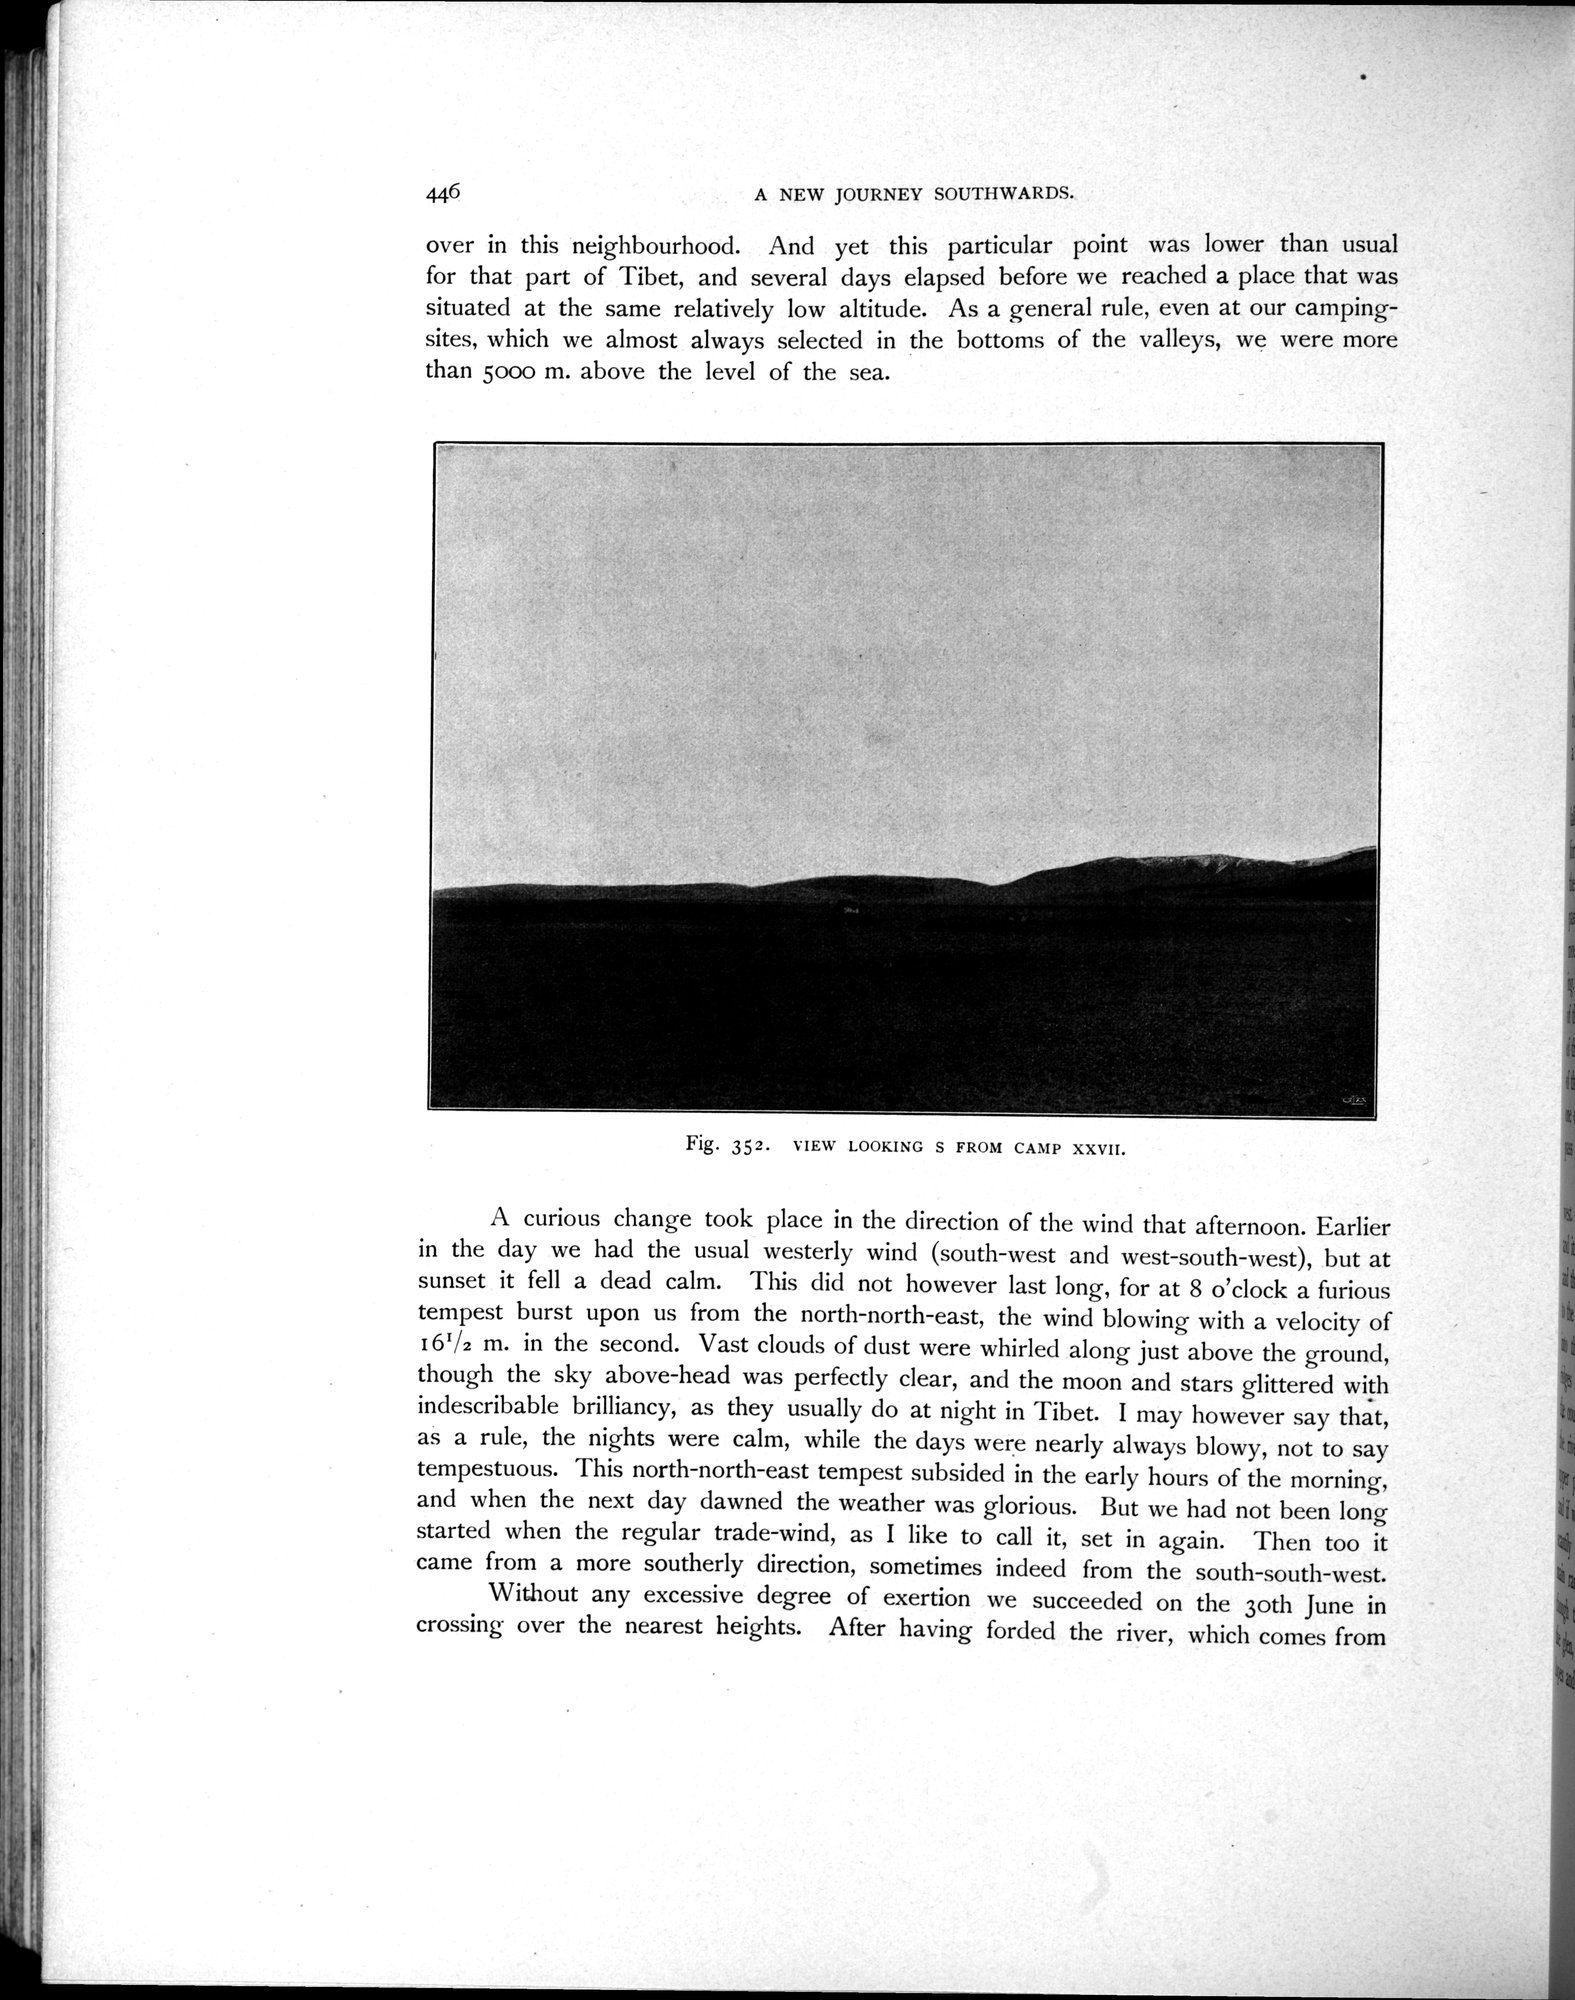 446
A NEW JOURNEY SOUTHWARDS.
over in this neighbourhood. And yet this particular point was lower than usual
for that part of Tibet, and several days elapsed before we reached a place that was
situated at the same relatively low altitude. As a general rule, even at our camping-
sites, which we almost always selected in the bottoms of the valleys, we were more
than 5000 m. above the level of the sea.
Fig. 352. VIEW LOOKING S FROM CAMP XXVII.
A curious change took place in the direction of the wind that afternoon. Earlier
in the day we had the usual westerly wind (south-west and west-south-west), but at
sunset it fell a dead calm. This did not however last long, for at 8 o'clock a furious
tempest burst upon us from the north-north-east, the wind blowing with a velocity of
16¹/₂ m. in the second. Vast clouds of dust were whirled along just above the ground,
though the sky above-head was perfectly clear, and the moon and stars glittered with
indescribable brilliancy, as they usually do at night in Tibet. I may however say that,
as a rule, the nights were calm, while the days were nearly always blowy, not to say
tempestuous. This north-north-east tempest subsided in the early hours of the morning,
and when the next day dawned the weather was glorious. But we had not been long
started when the regular trade-wind, as I like to call it, set in again. Then too it
came from a more southerly direction, sometimes indeed from the south-south-west.
Without any excessive degree of exertion we succeeded on the 30th June in
crossing over the nearest heights. After having forded the river, which comes from